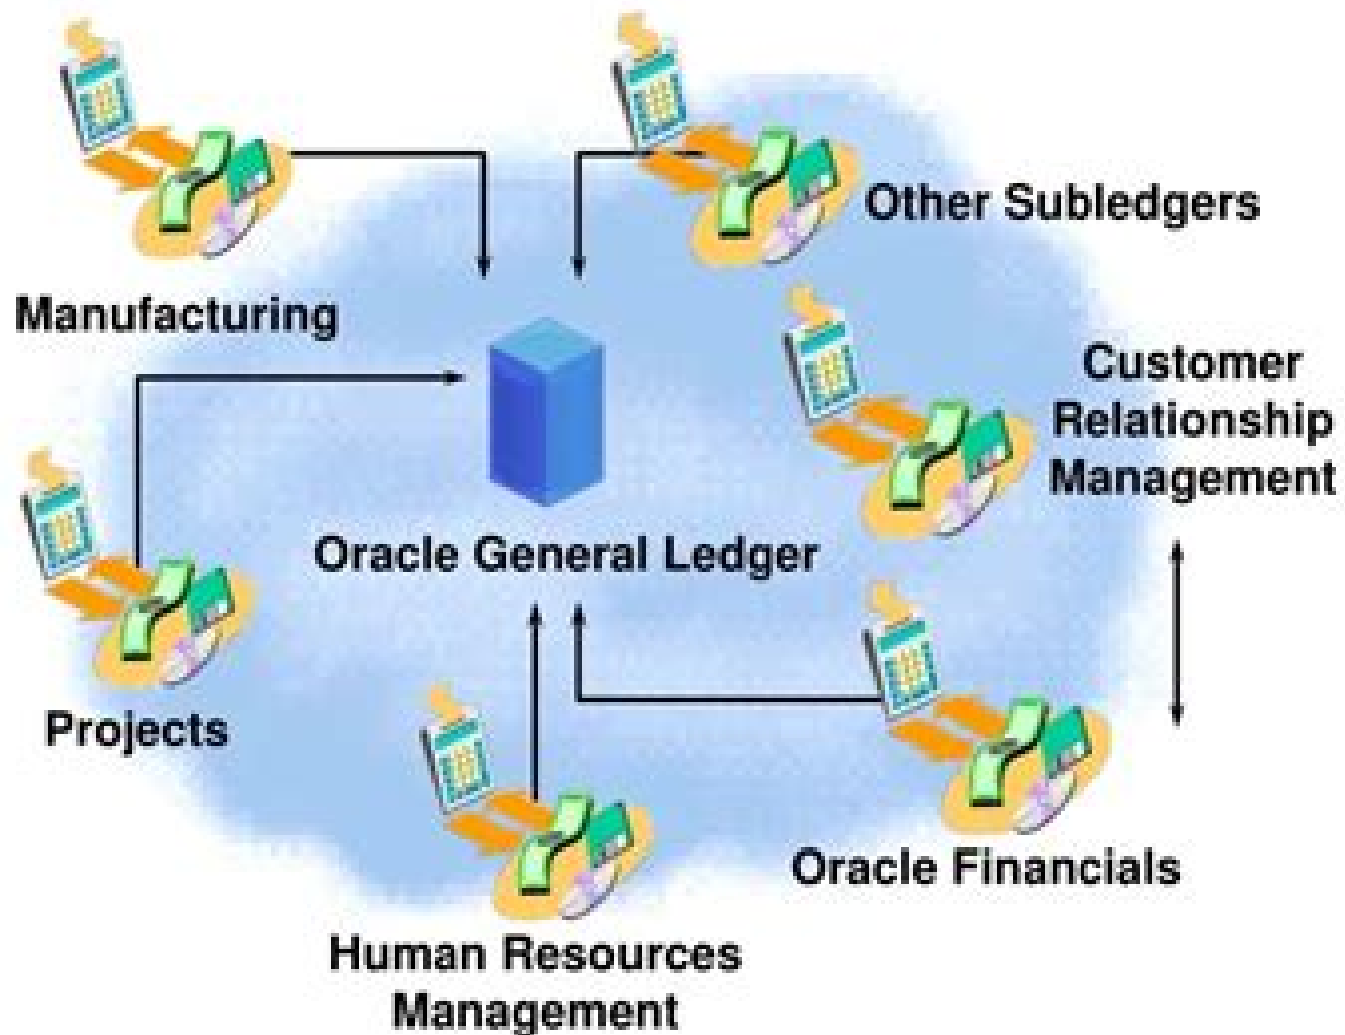 Other Subledgers
Manufacturing
Customer
Relationship
Management
Oracle General Ledger
Projects
Oracle Financials
Human Resources
Management